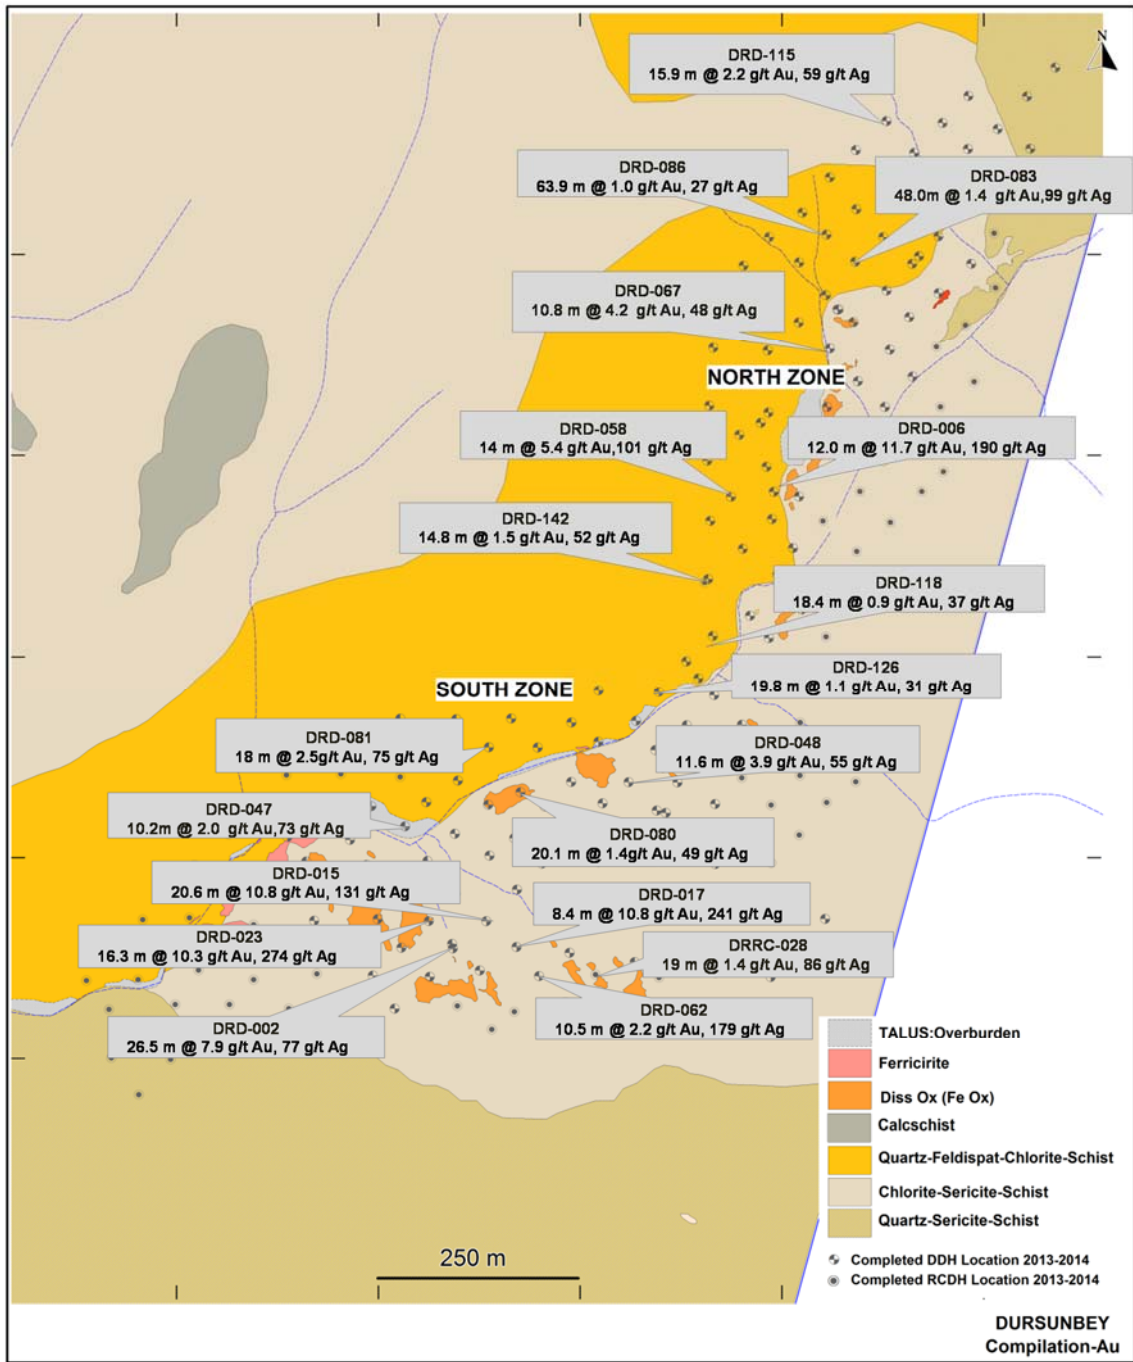 N
DRD-115
15.9 m @ 2.2 g/t Au, 59 g/t Ag
DRD-086
63.9 m @ 1.0 g/t Au, 27 g/t Ag
DRD-083
48.0m @ 1.4 g/t Au,99 g/t Ag
DRD-067
10.8 m @ 4.2 g/t Au, 48 g/t Ag
NORTH ZONE
DRD-058
14 m @ 5.4 g/t Au,101 g/t Ag
DRD-006
12.0 m @ 11.7 g/t Au, 190 g/t Ag
DRD-142
14.8 m @ 1.5 g/t Au, 52 g/t Ag
DRD-118
18.4 m @ 0.9 g/t Au, 37 g/t Ag
DRD-126
19.8 m @ 1.1 g/t Au, 31 g/t Ag
SOUTH ZONE
DRD-081
18 m @ 2.5g/t Au, 75 g/t Ag
DRD-048
11.6 m @ 3.9 g/t Au, 55 g/t Ag
DRD-047
10.2m @ 2.0 g/t Au,73 g/t Ag
DRD-080
20.1 m @ 1.4g/t Au, 49 g/t Ag
DRD-015
20.6 m @ 10.8 g/t Au, 131 g/t Ag
DRD-017
8.4 m @ 10.8 g/t Au, 241 g/t Ag
DRD-023
16.3 m @ 10.3 g/t Au, 274 g/t Ag
DRRC-028
19 m @ 1.4 g/t Au, 86 g/t Ag
DRD-002
26.5 m @ 7.9 g/t Au, 77 g/t Ag
DRD-062
10.5 m @ 2.2 g/t Au, 179 g/t Ag
TALUS:Overburden
Ferricirite
Diss Ox (Fe Ox)
Calcschist
Quartz-Feldispat-Chlorite-Schist
Chlorite-Sericite-Schist
Quartz-Sericite-Schist
Completed DDH Location 2013-2014
Completed RCDH Location 2013-2014
250 m
DURSUNBEY
Compilation-Au